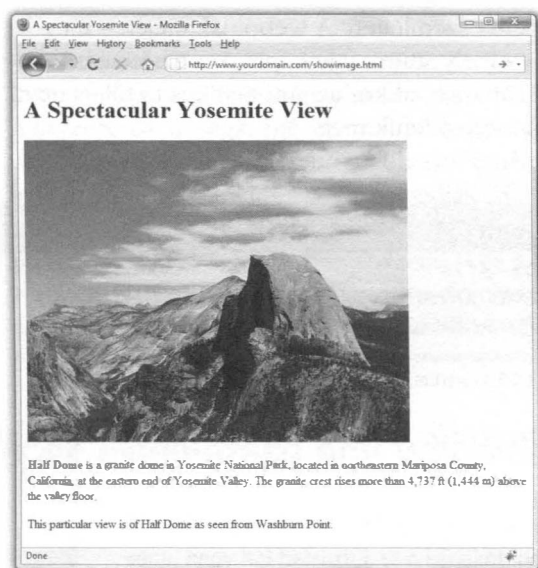 A Spectacular Yosemite View - Mozilla Firefox
File Edit View History Bookmarks Tools Help
http://www.yourdomain.com/showimage.html
A Spectacular Yosemite View
Half Dome is a granite dome in Yosemite National Park, located in northeastern Mariposa County,
California, at the eastern end of Yosemite Valley. The granite crest rises more than 4,737 ft (1,444 m) above
the valley floor.
This particular view is of Half Dome as seen from Washburn Point.
Done